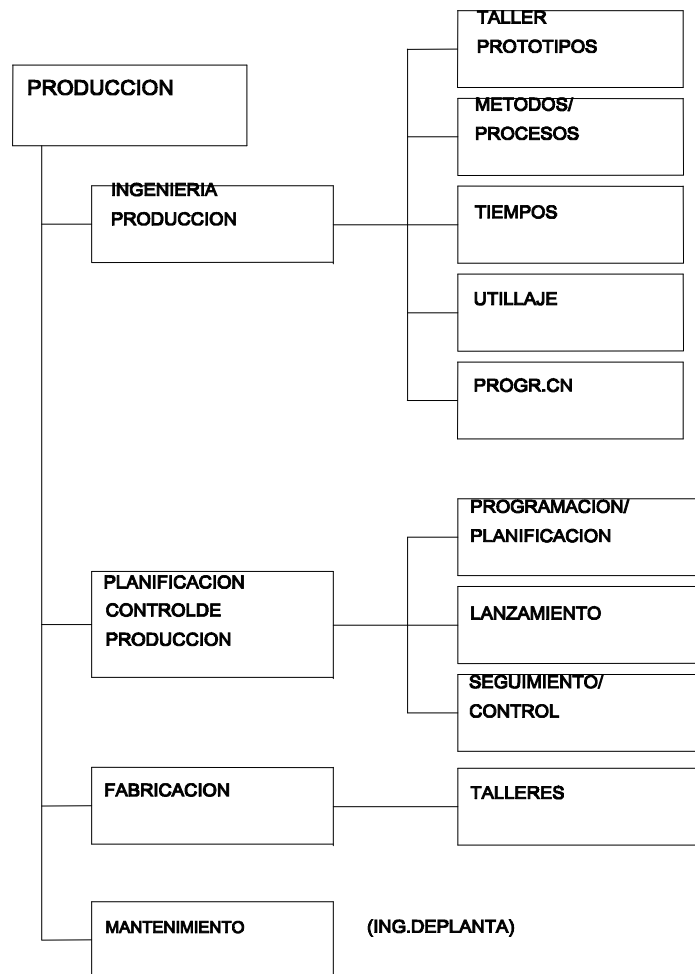 PRODUCCION
INGENIERIA
PRODUCCION
TALLER
PROTOTIPOS
METODOS/
PROCESOS
TIEMPOS
UTILLAJE
PROGR.CN
PLANIFICACION
CONTROLDE
PRODUCCION
PROGRAMACION/
PLANIFICACION
LANZAMIENTO
SEGUIMIENTO/
CONTROL
FABRICACION
TALLERES
MANTENIMIENTO
(ING.DEPLANTA)